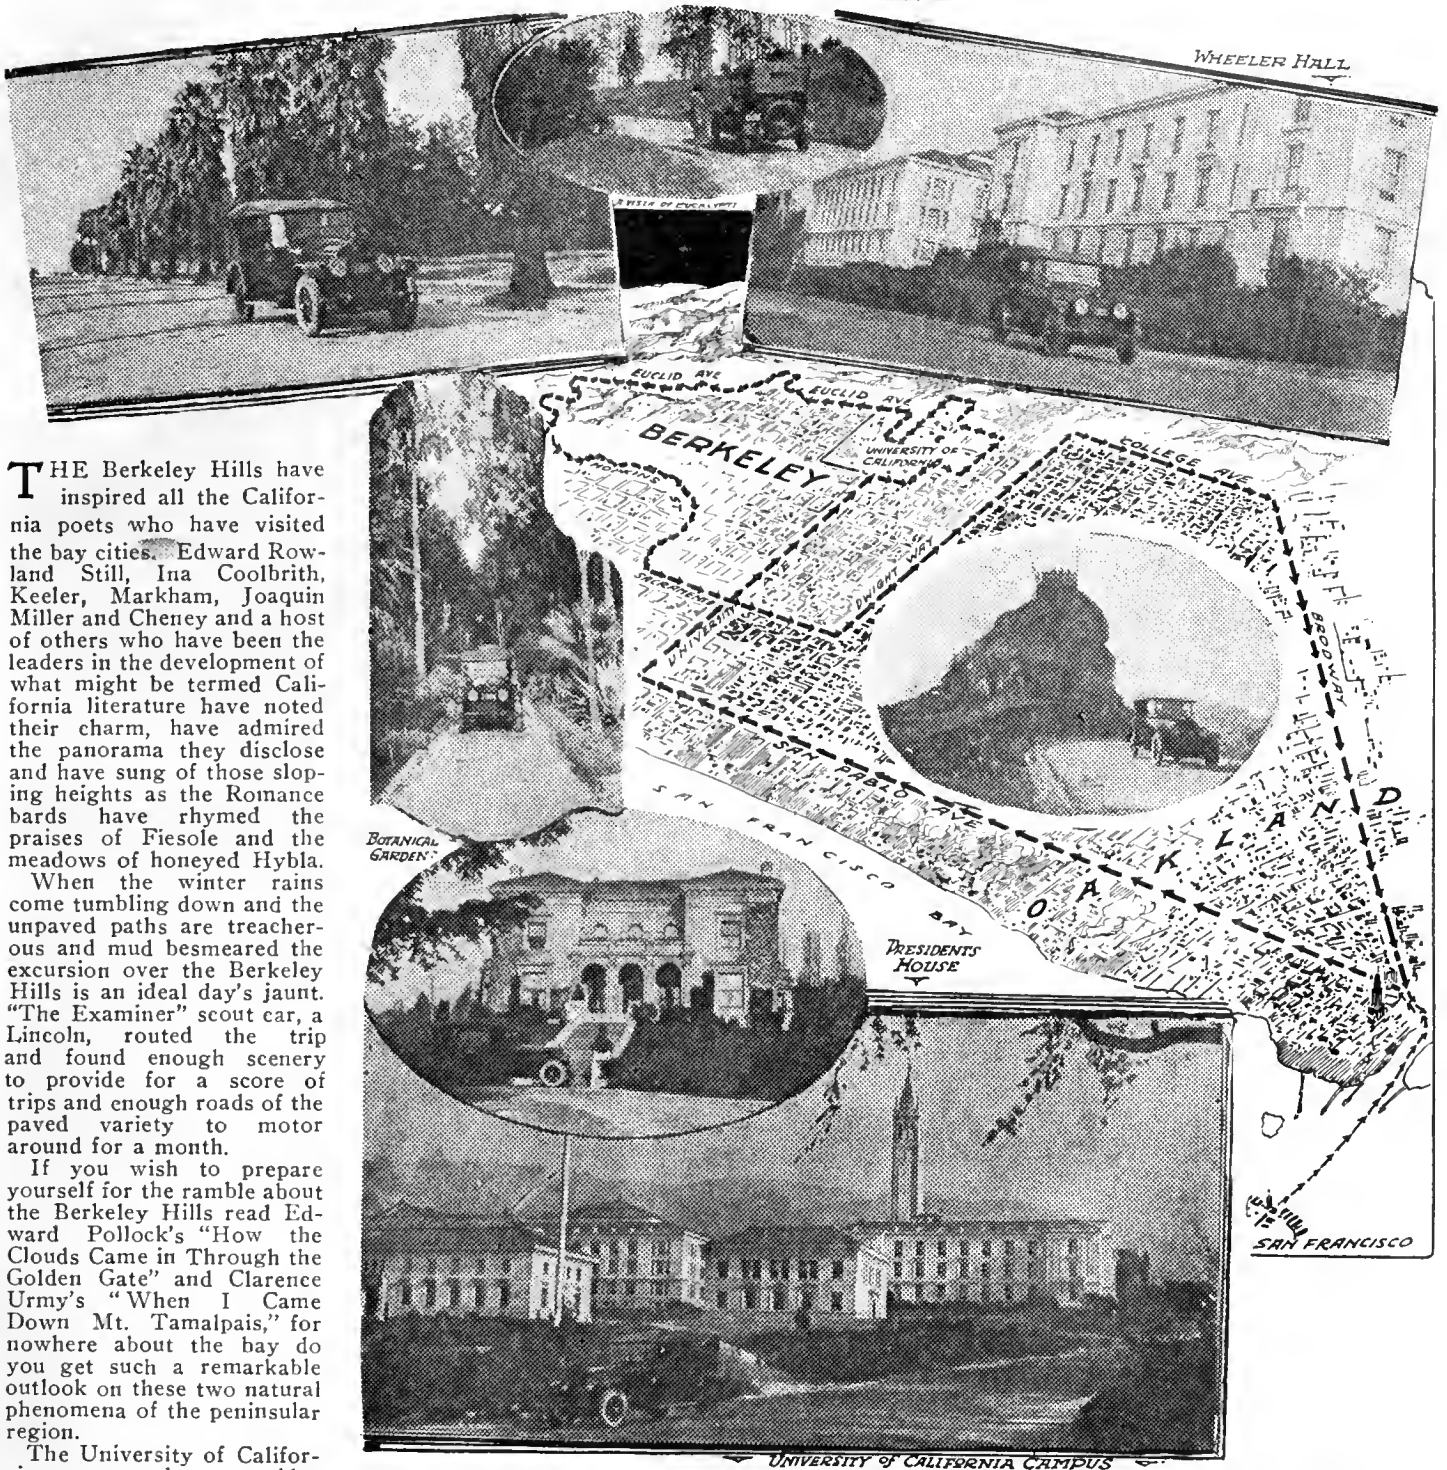 WHEELER HALL
A VISTA OF EUCALYPTI
EUCLID AVE
EUCLID AVE
BERKELEY
UNIVERSITY OF
CALIFORNIA
COLLEGE AVE
HOPKINS ST
SACRAMENTO
UNIVERSITY AVE
DWIGHT WAY
BRODWAY
SAN PABLO AVE
OAKLAND
SAN FRANCISCO BAY
SAN FRANCISCO
BOTANICAL
GARDEN
PRESIDENTS
HOUSE
UNIVERSITY OF CALIFORNIA CAMPUS
THE Berkeley Hills have
inspired all the Califor-
nia poets who have visited
the bay cities. Edward Row-
land Still, Ina Coolbrith,
Keeler, Markham, Joaquin
Miller and Cheney and a host
of others who have been the
leaders in the development of
what might be termed Cali-
fornia literature have noted
their charm, have admired
the panorama they disclose
and have sung of those slop-
ing heights as the Romance
bards have rhymed the
praises of Fiesole and the
meadows of honeyed Hybla.
When the winter rains
come tumbling down and the
unpaved paths are treacher-
ous and mud besmeared the
excursion over the Berkeley
Hills is an ideal day's jaunt.
"The Examiner" scout car, a
Lincoln, routed the trip
and found enough scenery
to provide for a score of
trips and enough roads of the
paved variety to motor
around for a month.
If you wish to prepare
yourself for the ramble about
the Berkeley Hills read Ed-
ward Pollock's "How the
Clouds Came in Through the
Golden Gate" and Clarence
Urmy's "When I Came
Down Mt. Tamalpais," for
nowhere about the bay do
you get such a remarkable
outlook on these two natural
phenomena of the peninsular
region.
The University of Califor-